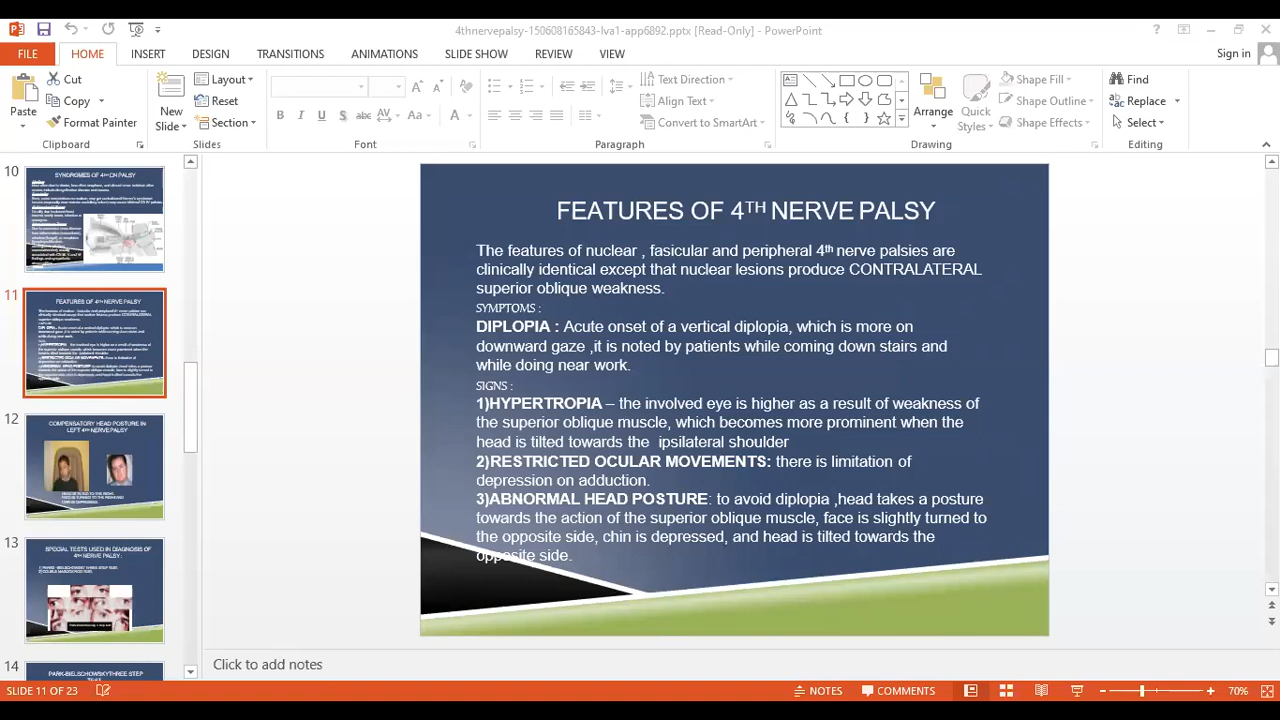 4thnervepalsy-150608165843-lva1-app6892.pptx [Read-Only] - PowerPoint
FILE HOME INSERT DESIGN TRANSITIONS ANIMATIONS SLIDE SHOW REVIEW VIEW Sign in
Paste
Cut
Copy
Format Painter
Clipboard
New
Slide
Layout
Reset
Section
Slides
B I U S abc AV Aa A
Font
Text Direction
Align Text
Convert to SmartArt
Paragraph
Arrange
Quick
Styles
Shape Fill
Shape Outline
Shape Effects
Drawing
Find
Replace
Select
Editing
10
SYNDROMES OF 4TH CN PALSY
11
FEATURES OF 4TH NERVE PALSY
12
COMPENSATORY HEAD POSTURE IN
LEFT 4TH NERVE PALSY
13
SPECIAL TESTS USED IN DIAGNOSIS OF
4TH NERVE PALSY :
14
PARK-BIELSCHOWSKY THREE STEP
TEST
FEATURES OF 4TH NERVE PALSY
The features of nuclear , fasicular and peripheral 4th nerve palsies are
clinically identical except that nuclear lesions produce CONTRALATERAL
superior oblique weakness.
SYMPTOMS :
DIPLOPIA : Acute onset of a vertical diplopia, which is more on
downward gaze ,it is noted by patients while coming down stairs and
while doing near work.
SIGNS :
1)HYPERTROPIA – the involved eye is higher as a result of weakness of
the superior oblique muscle, which becomes more prominent when the
head is tilted towards the ipsilateral shoulder
2)RESTRICTED OCULAR MOVEMENTS: there is limitation of
depression on adduction.
3)ABNORMAL HEAD POSTURE: to avoid diplopia ,head takes a posture
towards the action of the superior oblique muscle, face is slightly turned to
the opposite side, chin is depressed, and head is tilted towards the
opposite side.
Click to add notes
SLIDE 11 OF 23 NOTES COMMENTS 70%